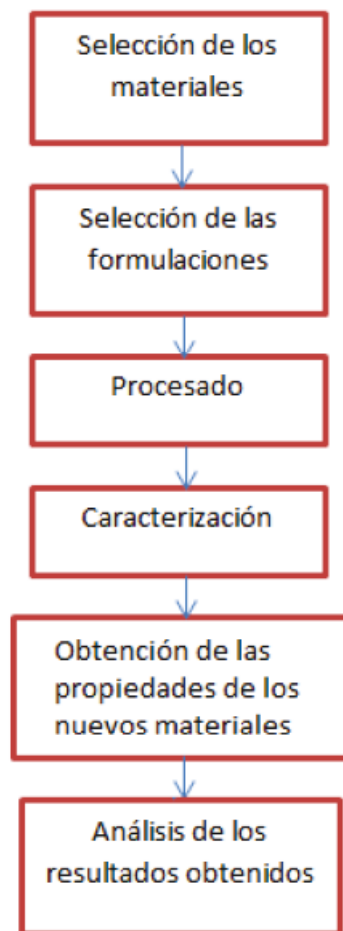 Selección de los
materiales
Selección de las
formulaciones
Procesado
Caracterización
Obtención de las
propiedades de los
nuevos materiales
Análisis de los
resultados obtenidos